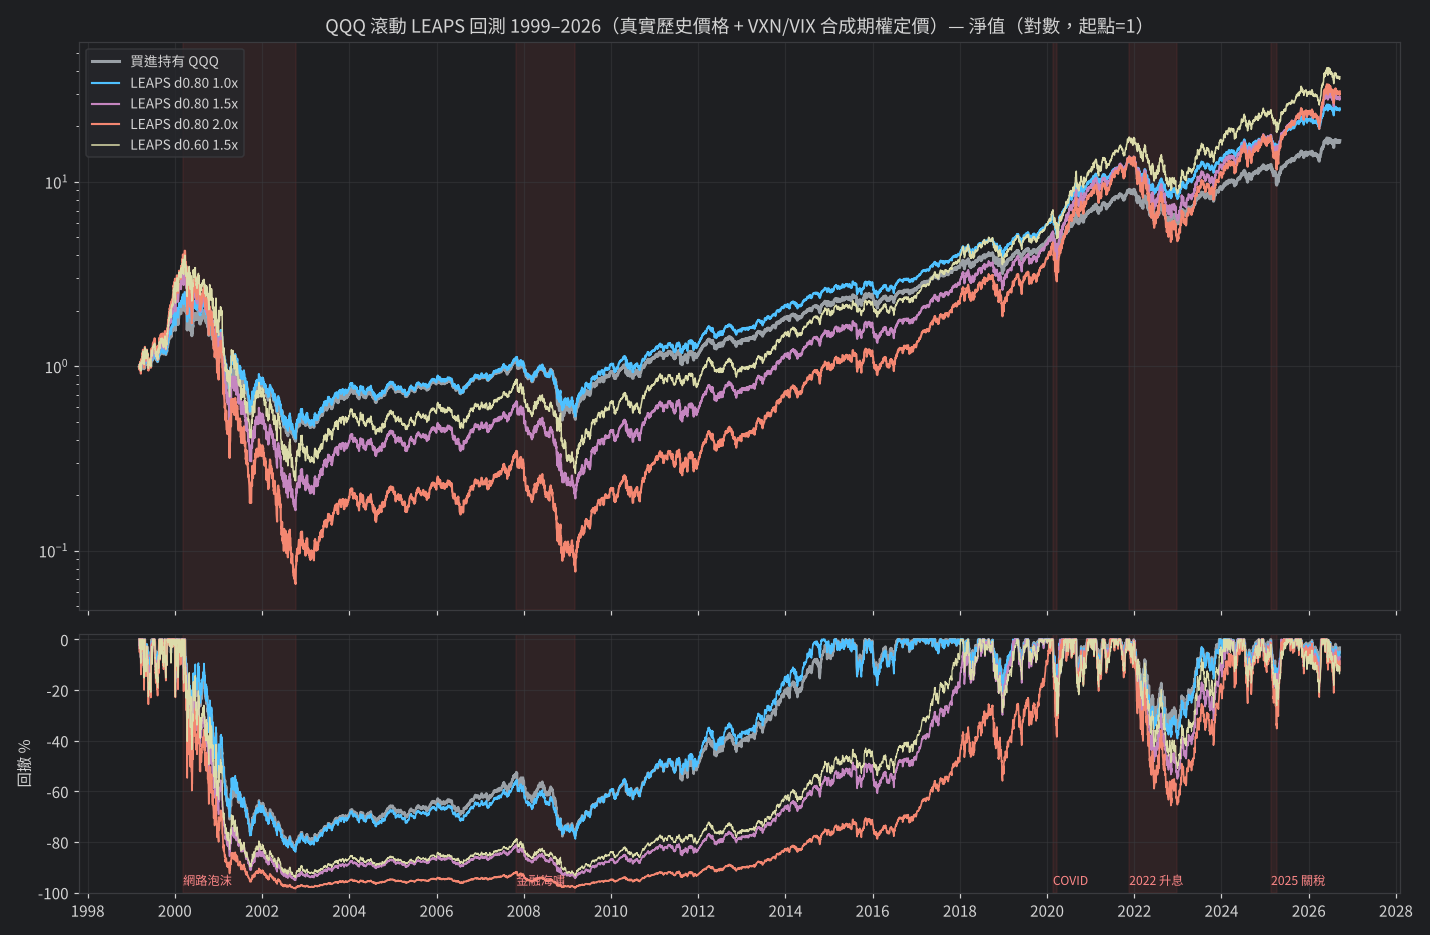 QQQ 滾動 LEAPS 回測 1999–2026（真實歷史價格 + VXN/VIX 合成期權定價）— 淨值（對數，起點=1）
買進持有 QQQ
LEAPS d0.80 1.0x
LEAPS d0.80 1.5x
LEAPS d0.80 2.0x
LEAPS d0.60 1.5x
10¹
10⁰
10⁻¹
回撤 %
0
-20
-40
-60
-80
-100
網路泡沫
金融海嘯
COVID
2022 升息
2025 關稅
1998 2000 2002 2004 2006 2008 2010 2012 2014 2016 2018 2020 2022 2024 2026 2028